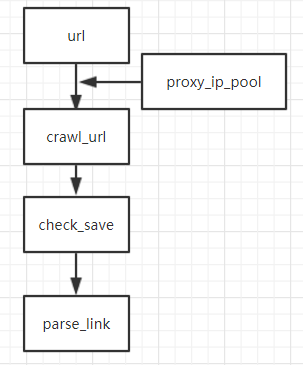 url
proxy_ip_pool
crawl_url
check_save
parse_link